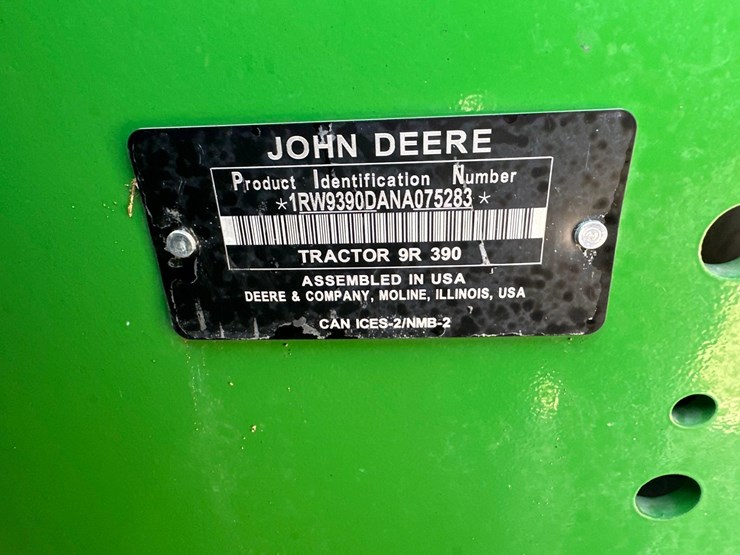 JOHN DEERE
Product Identification Number
*1RW9390DANA075283*
TRACTOR 9R 390
ASSEMBLED IN USA
DEERE & COMPANY, MOLINE, ILLINOIS, USA
CAN ICES-2/NMB-2